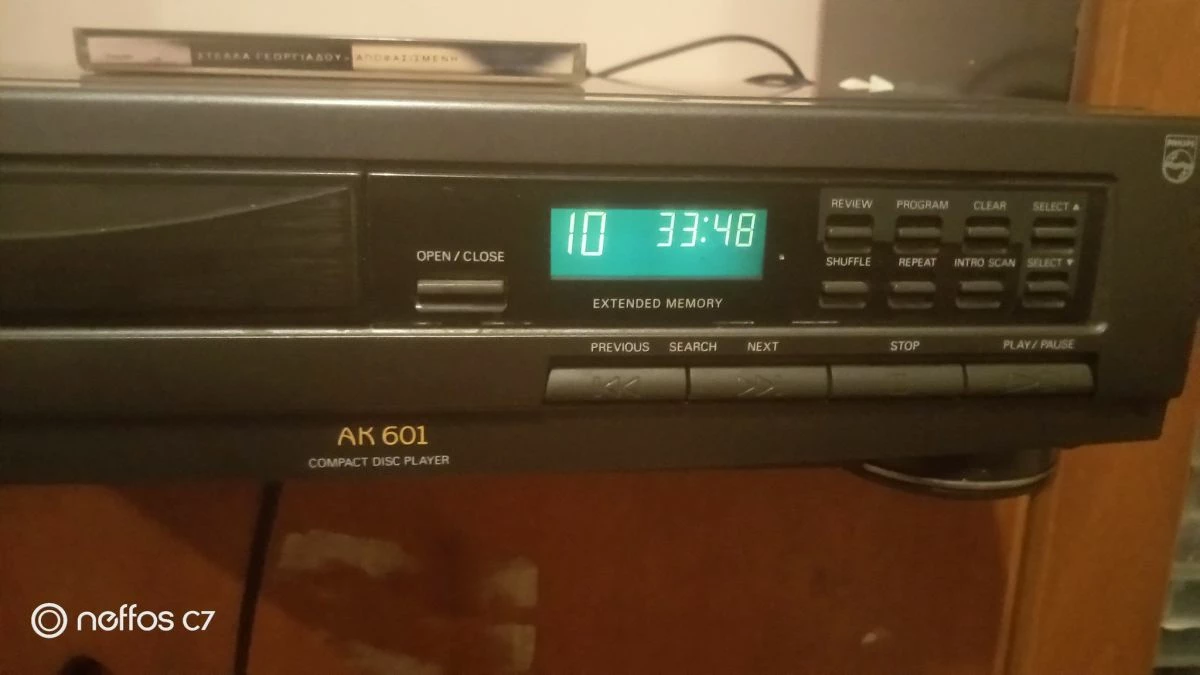 ΣΤΕΛΛΑ ΓΕΩΡΓΙΑΔΟΥ - ΑΠΟΦΑΣΙΣΜΕΝΗ
PHILIPS
10 33:48
OPEN / CLOSE
EXTENDED MEMORY
REVIEW PROGRAM CLEAR SELECT ▲
SHUFFLE REPEAT INTRO SCAN SELECT ▼
PREVIOUS SEARCH NEXT STOP PLAY / PAUSE
AK 601
COMPACT DISC PLAYER
neffos C7